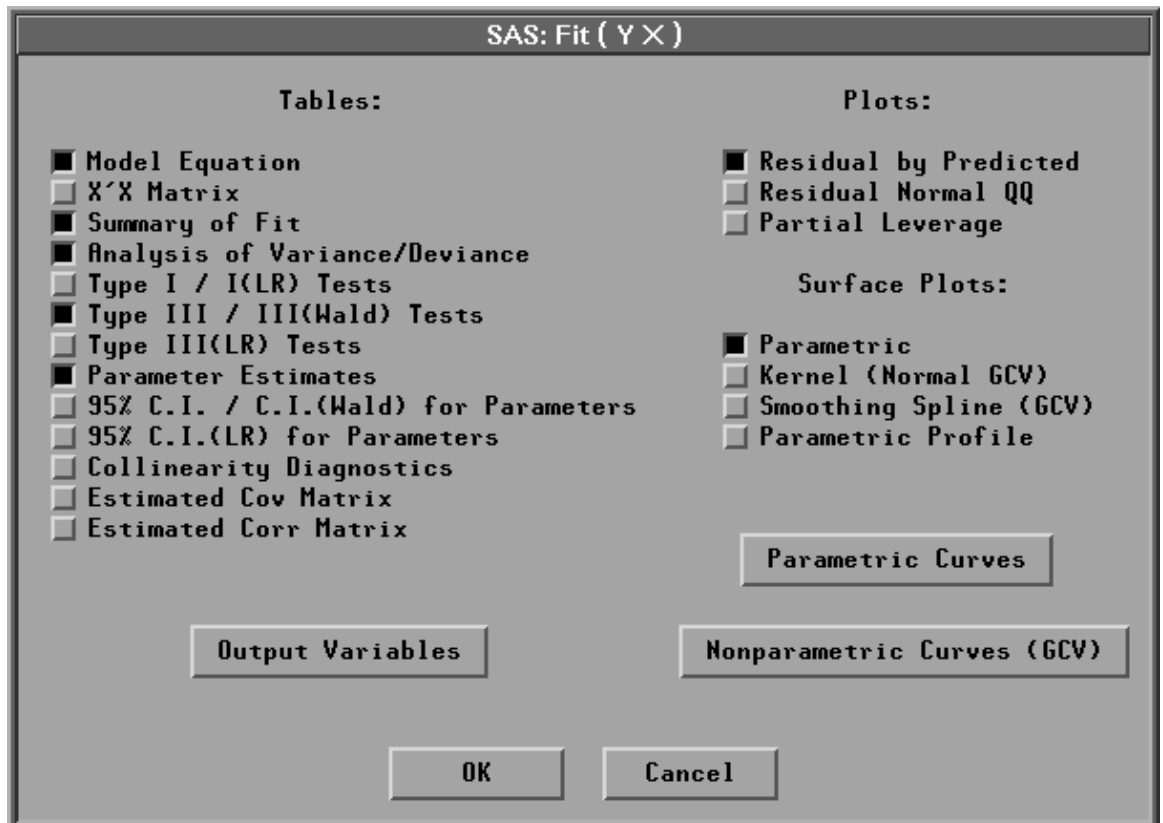 SAS: Fit ( Y X )
Tables:
Model Equation
X'X Matrix
Summary of Fit
Analysis of Variance/Deviance
Type I / I(LR) Tests
Type III / III(Wald) Tests
Type III(LR) Tests
Parameter Estimates
95% C.I. / C.I.(Wald) for Parameters
95% C.I.(LR) for Parameters
Collinearity Diagnostics
Estimated Cov Matrix
Estimated Corr Matrix
Output Variables
Plots:
Residual by Predicted
Residual Normal QQ
Partial Leverage
Surface Plots:
Parametric
Kernel (Normal GCV)
Smoothing Spline (GCV)
Parametric Profile
Parametric Curves
Nonparametric Curves (GCV)
OK
Cancel